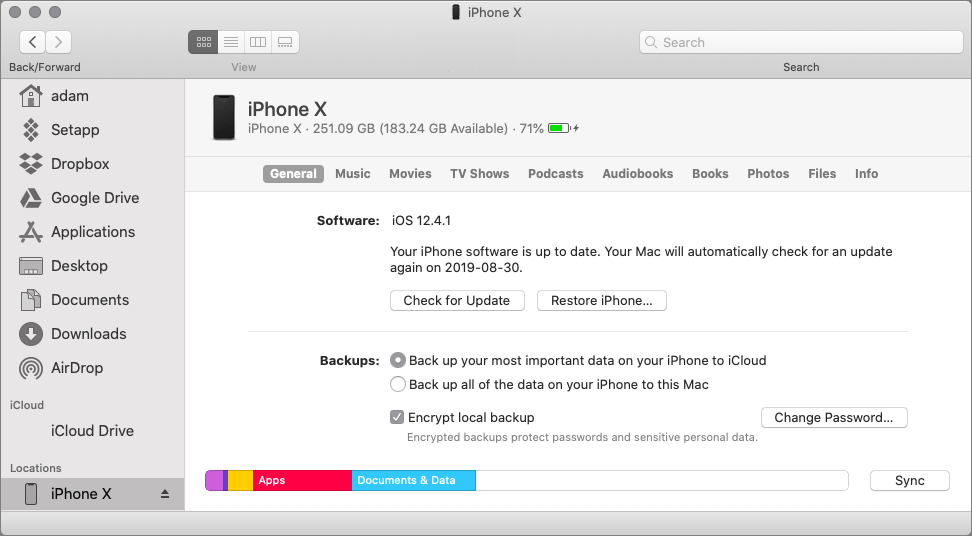 iPhone X
Search
Back/Forward
View
Search
adam
Setapp
Dropbox
Google Drive
Applications
Desktop
Documents
Downloads
AirDrop
iCloud
iCloud Drive
Locations
iPhone X
iPhone X
iPhone X · 251.09 GB (183.24 GB Available) · 71%
General Music Movies TV Shows Podcasts Audiobooks Books Photos Files Info
Software: iOS 12.4.1
Your iPhone software is up to date. Your Mac will automatically check for an update
again on 2019-08-30.
Check for Update Restore iPhone...
Backups: Back up your most important data on your iPhone to iCloud
Back up all of the data on your iPhone to this Mac
Encrypt local backup Change Password...
Encrypted backups protect passwords and sensitive personal data.
Apps Documents & Data Sync